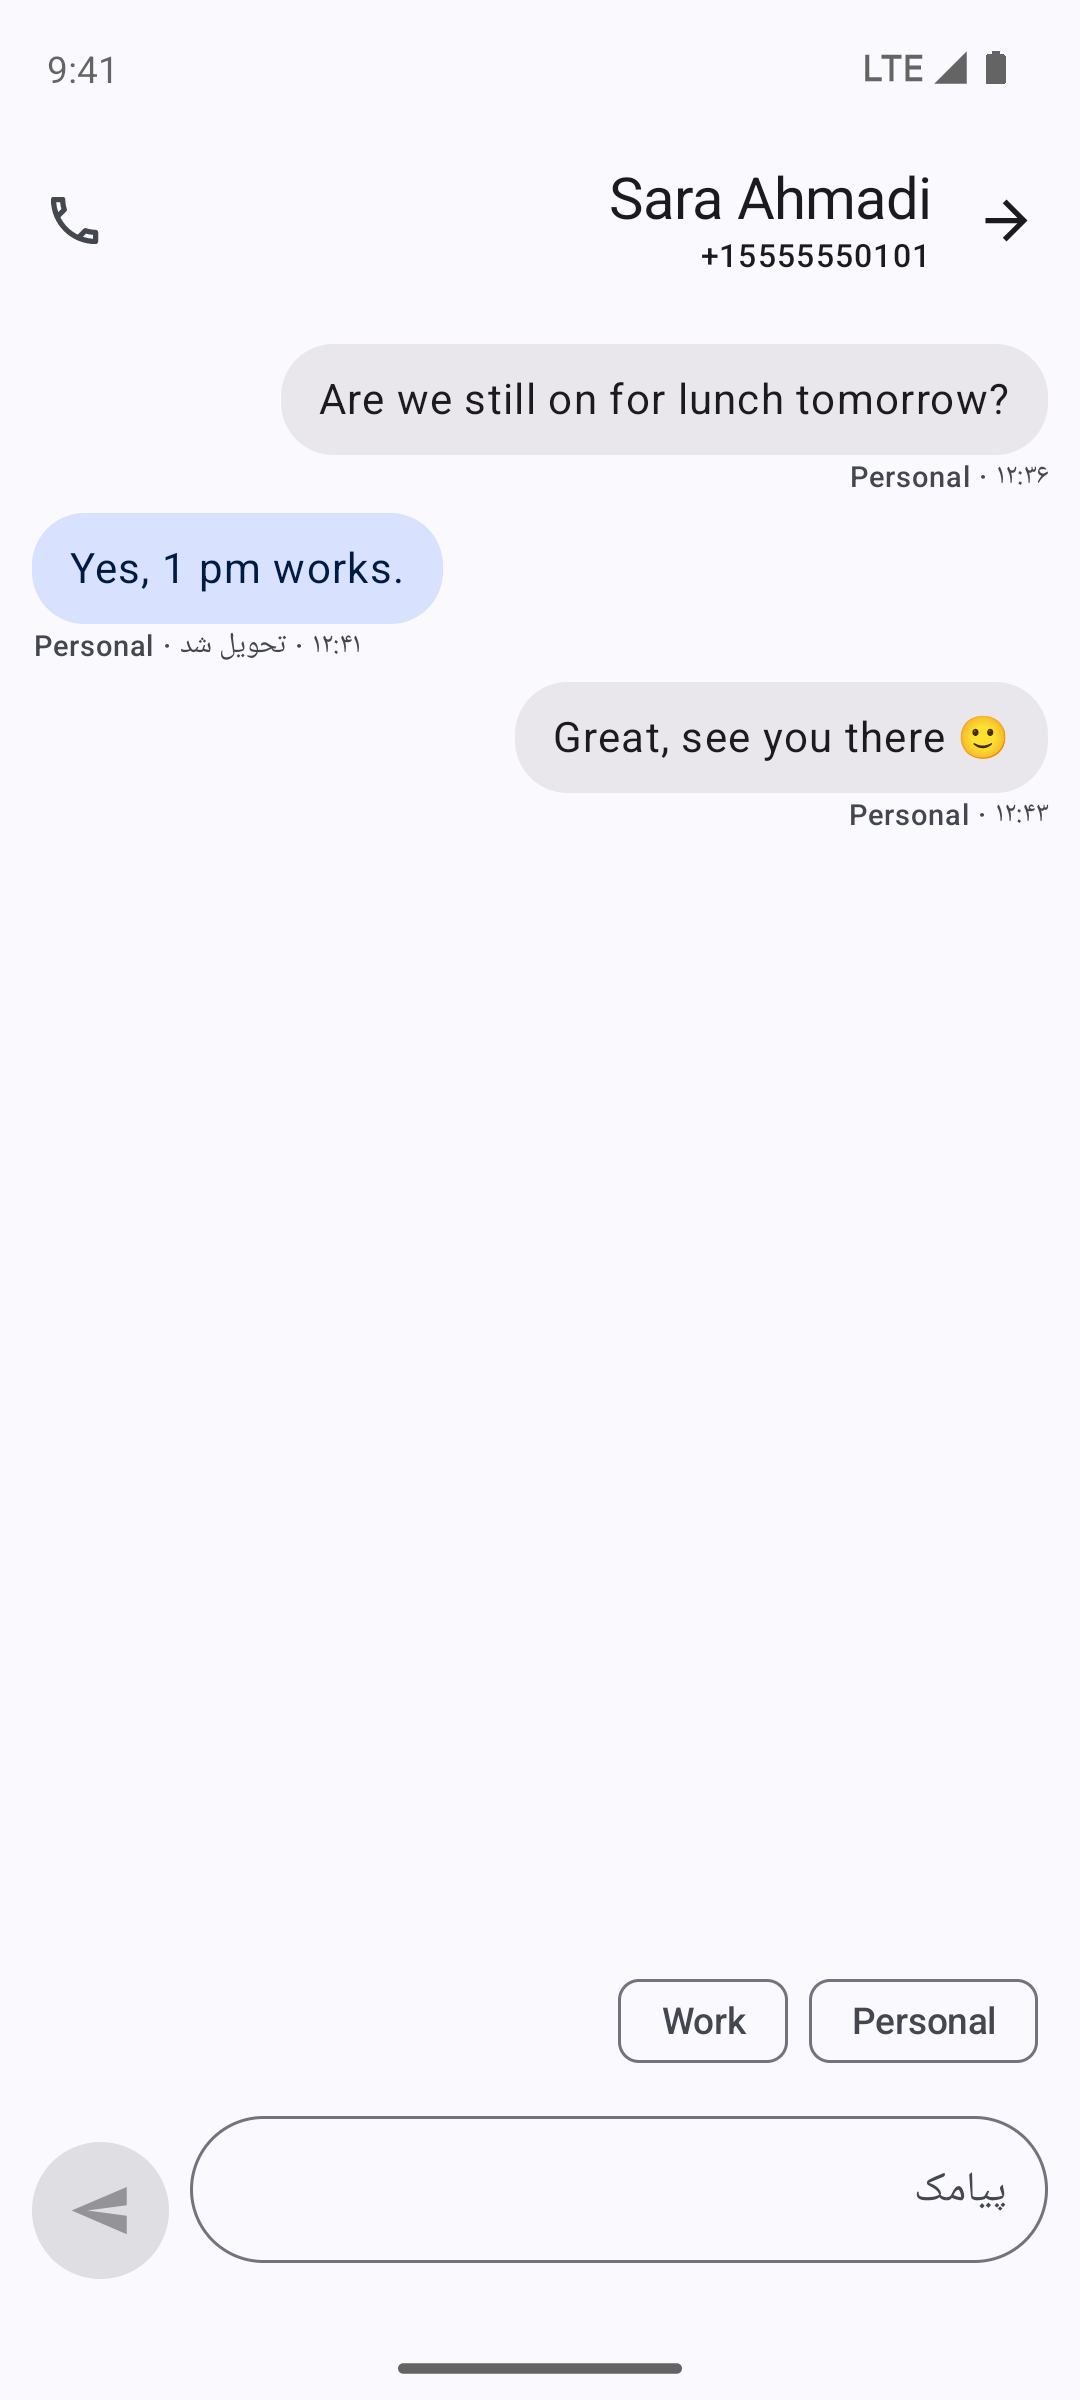 9:41 LTE
Sara Ahmadi
+15555550101
Are we still on for lunch tomorrow?
Personal · ۱۲:۳۶
Yes, 1 pm works.
Personal · تحویل شد · ۱۲:۴۱
Great, see you there 🙂
Personal · ۱۲:۴۳
Work Personal
پیامک